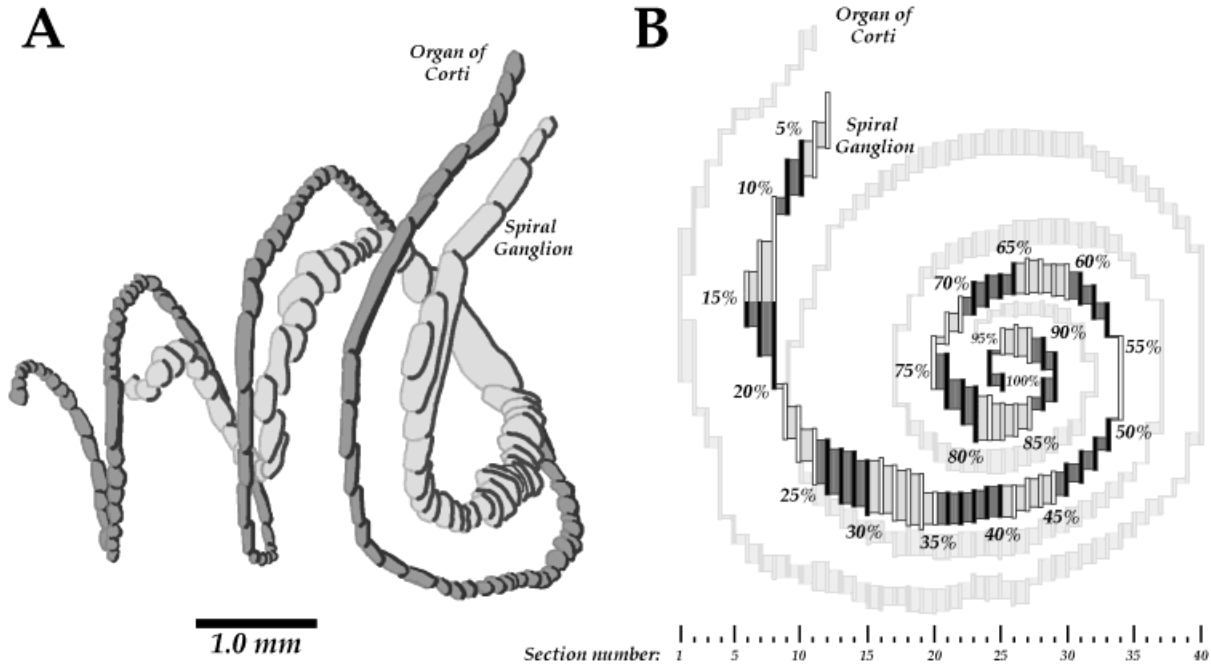 A
Organ of
Corti
Spiral
Ganglion
1.0 mm
B
Organ of
Corti
Spiral
Ganglion
5%
10%
15%
20%
25%
30%
35%
40%
45%
50%
55%
60%
65%
70%
75%
80%
85%
90%
95%
100%
Section number: 1 5 10 15 20 25 30 35 40